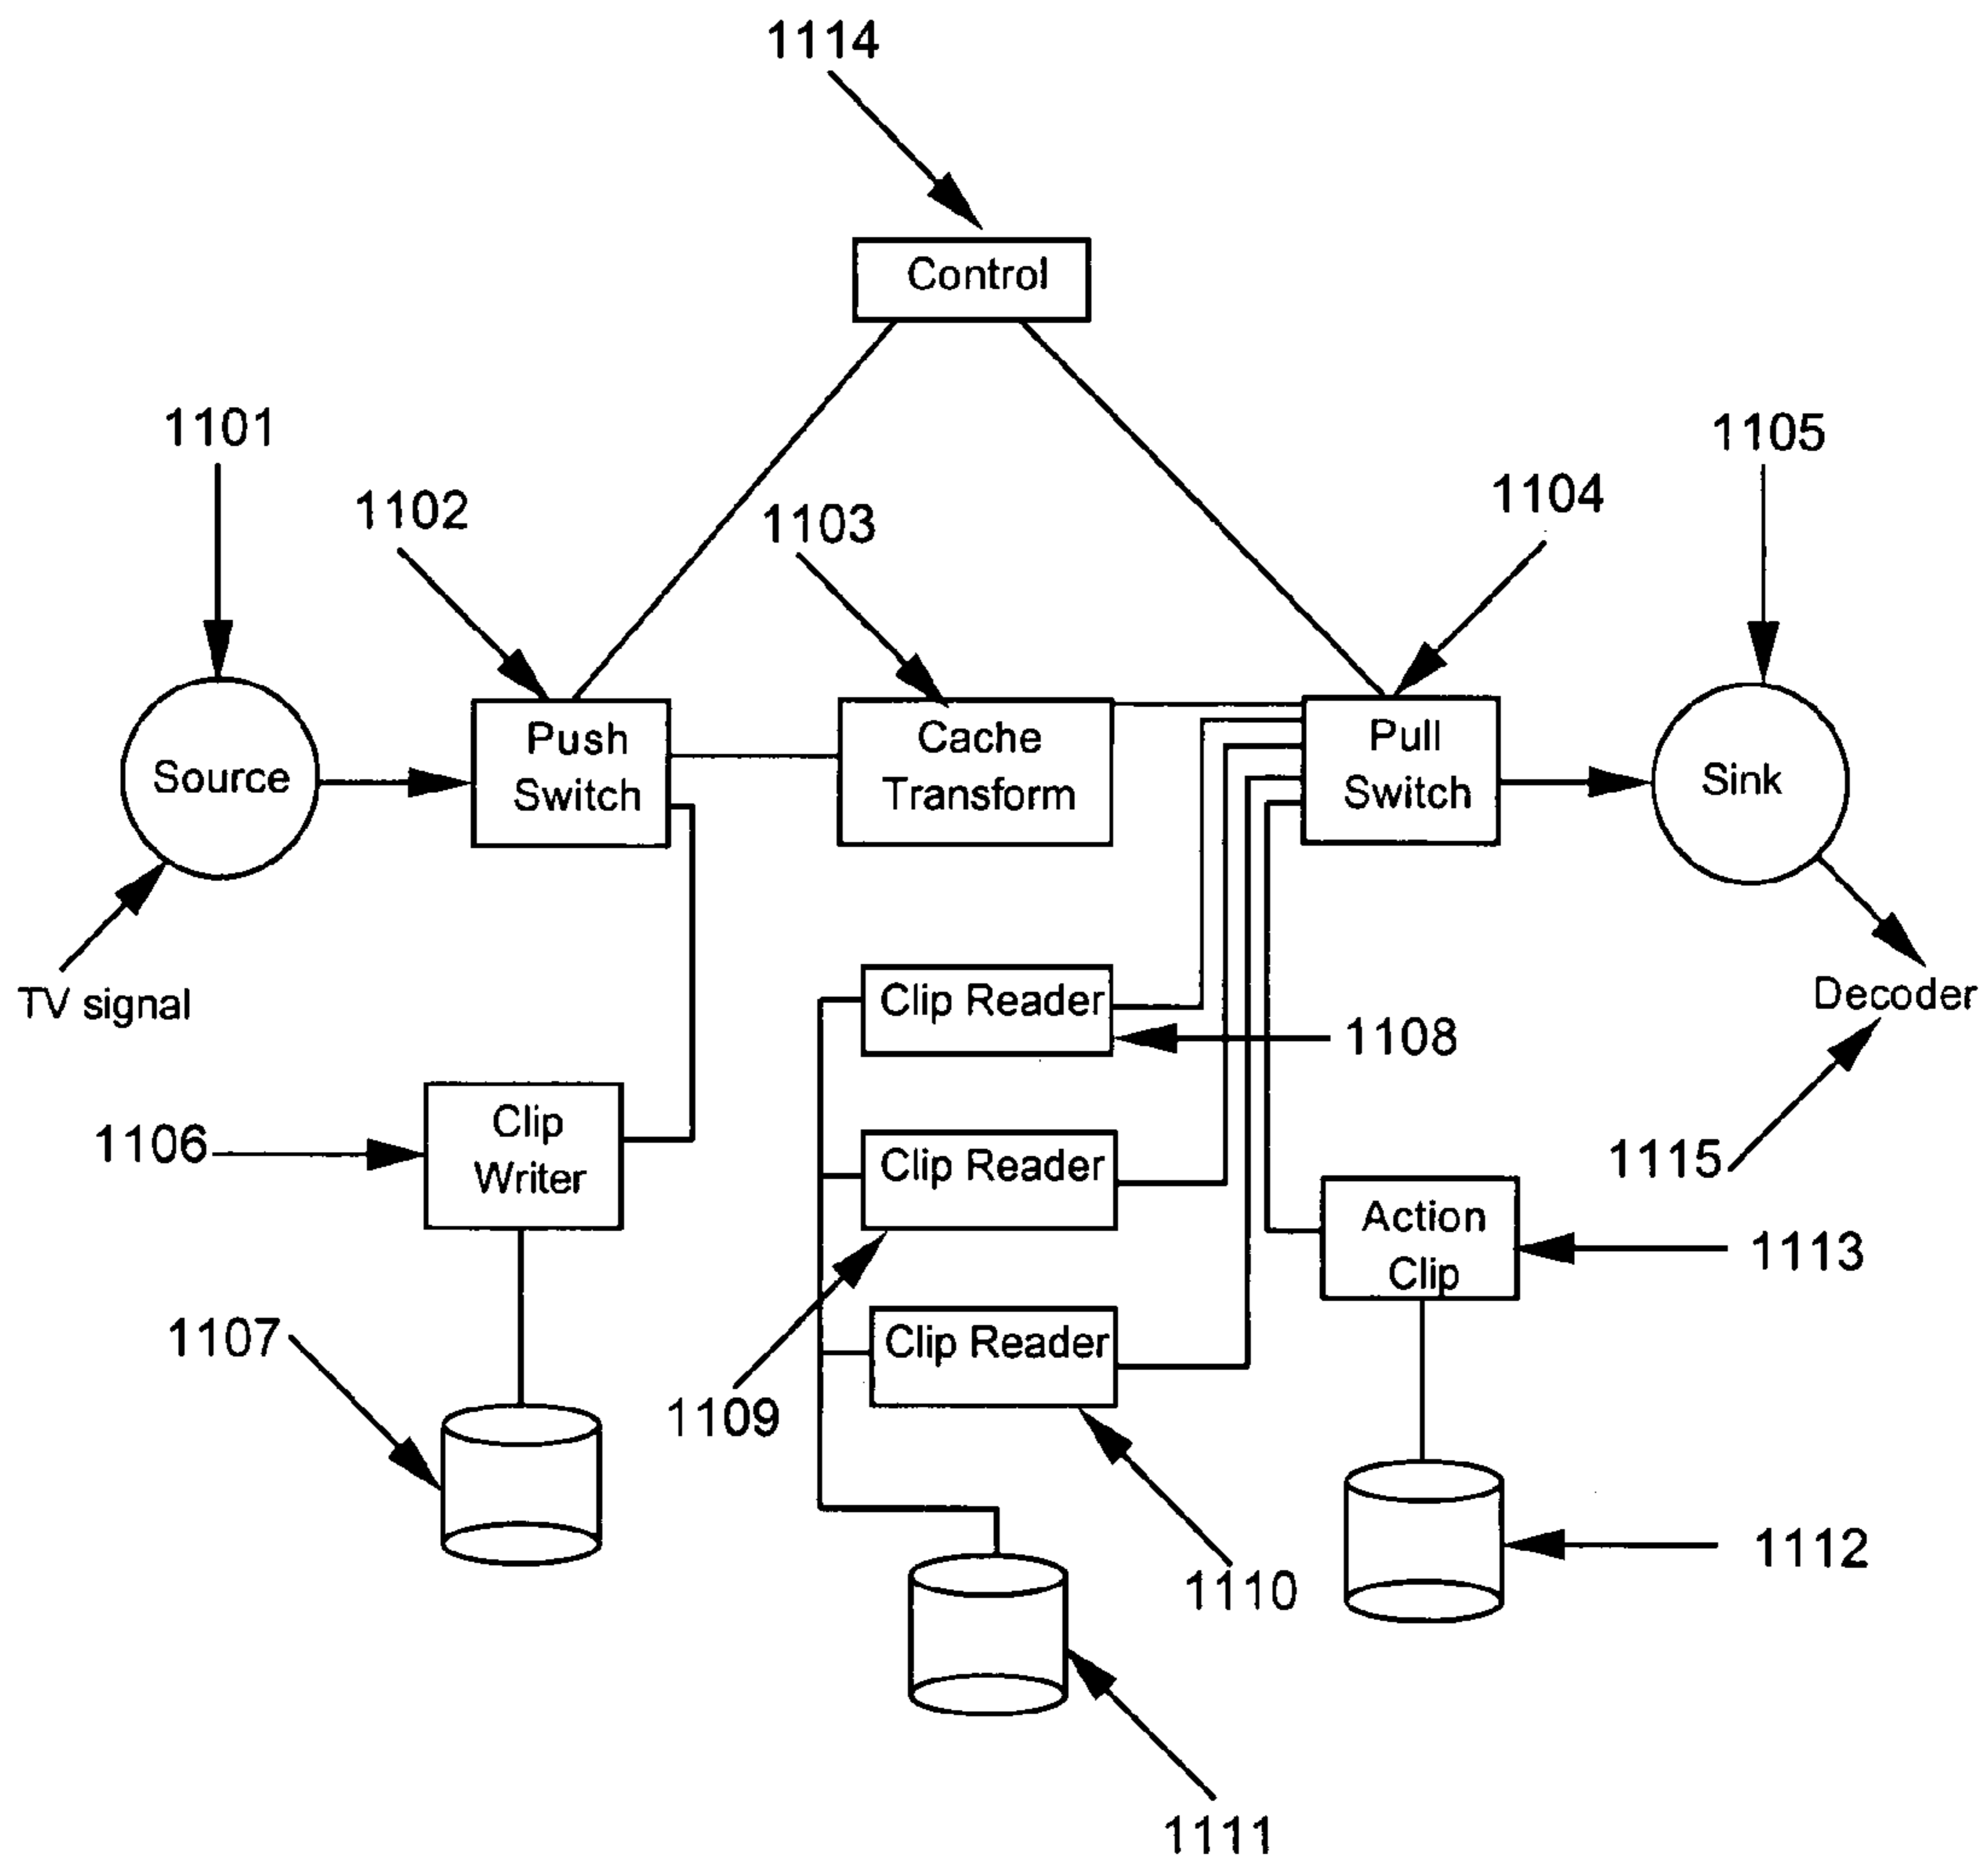 1114
Control
1101
1105
1102
1103
1104
Push
Switch
Cache
Transform
Pull
Switch
Source
Sink
TV signal
Decoder
Clip Reader
1108
1106
Clip
Writer
Clip Reader
1115
Action
Clip
1113
1107
Clip Reader
1109
1110
1112
1111